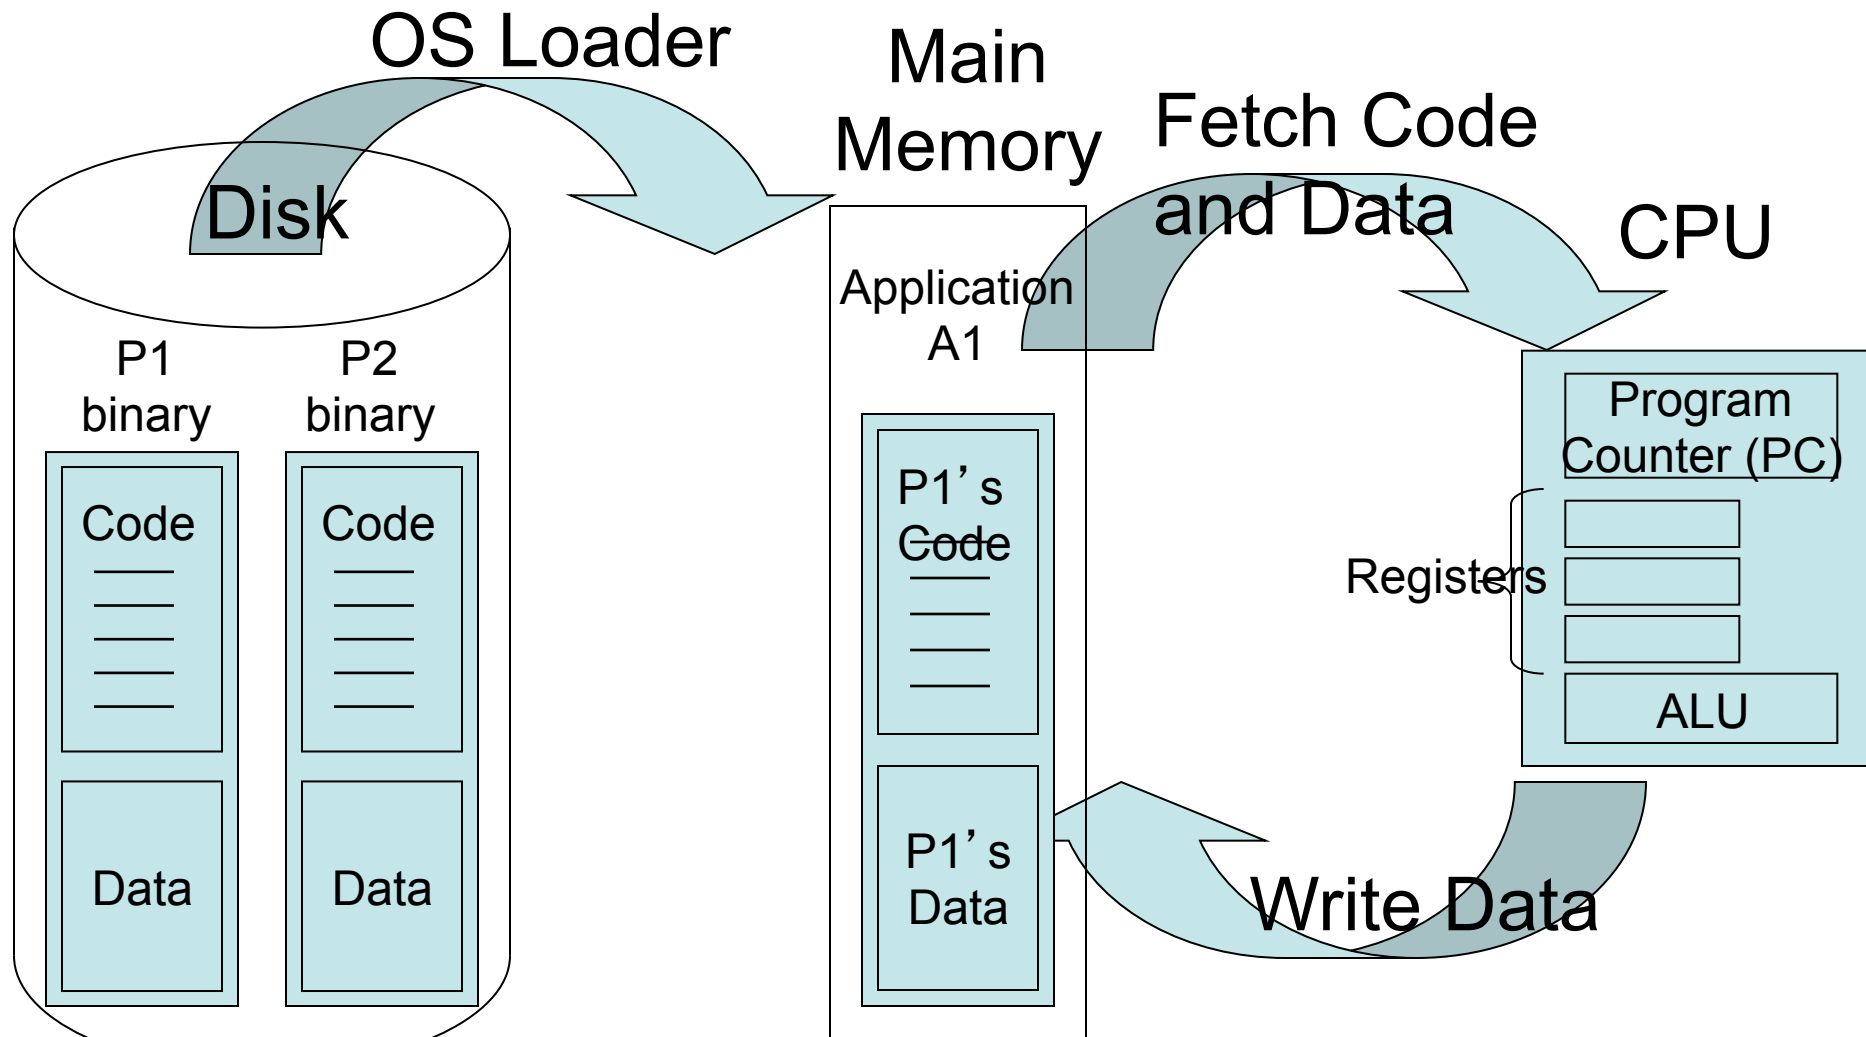 OS Loader
Main
Memory
Fetch Code
and Data
CPU
Disk
P1
binary
P2
binary
Code
Data
Code
Data
Application
A1
P1's
Code
P1's
Data
Program
Counter (PC)
Registers
ALU
Write Data